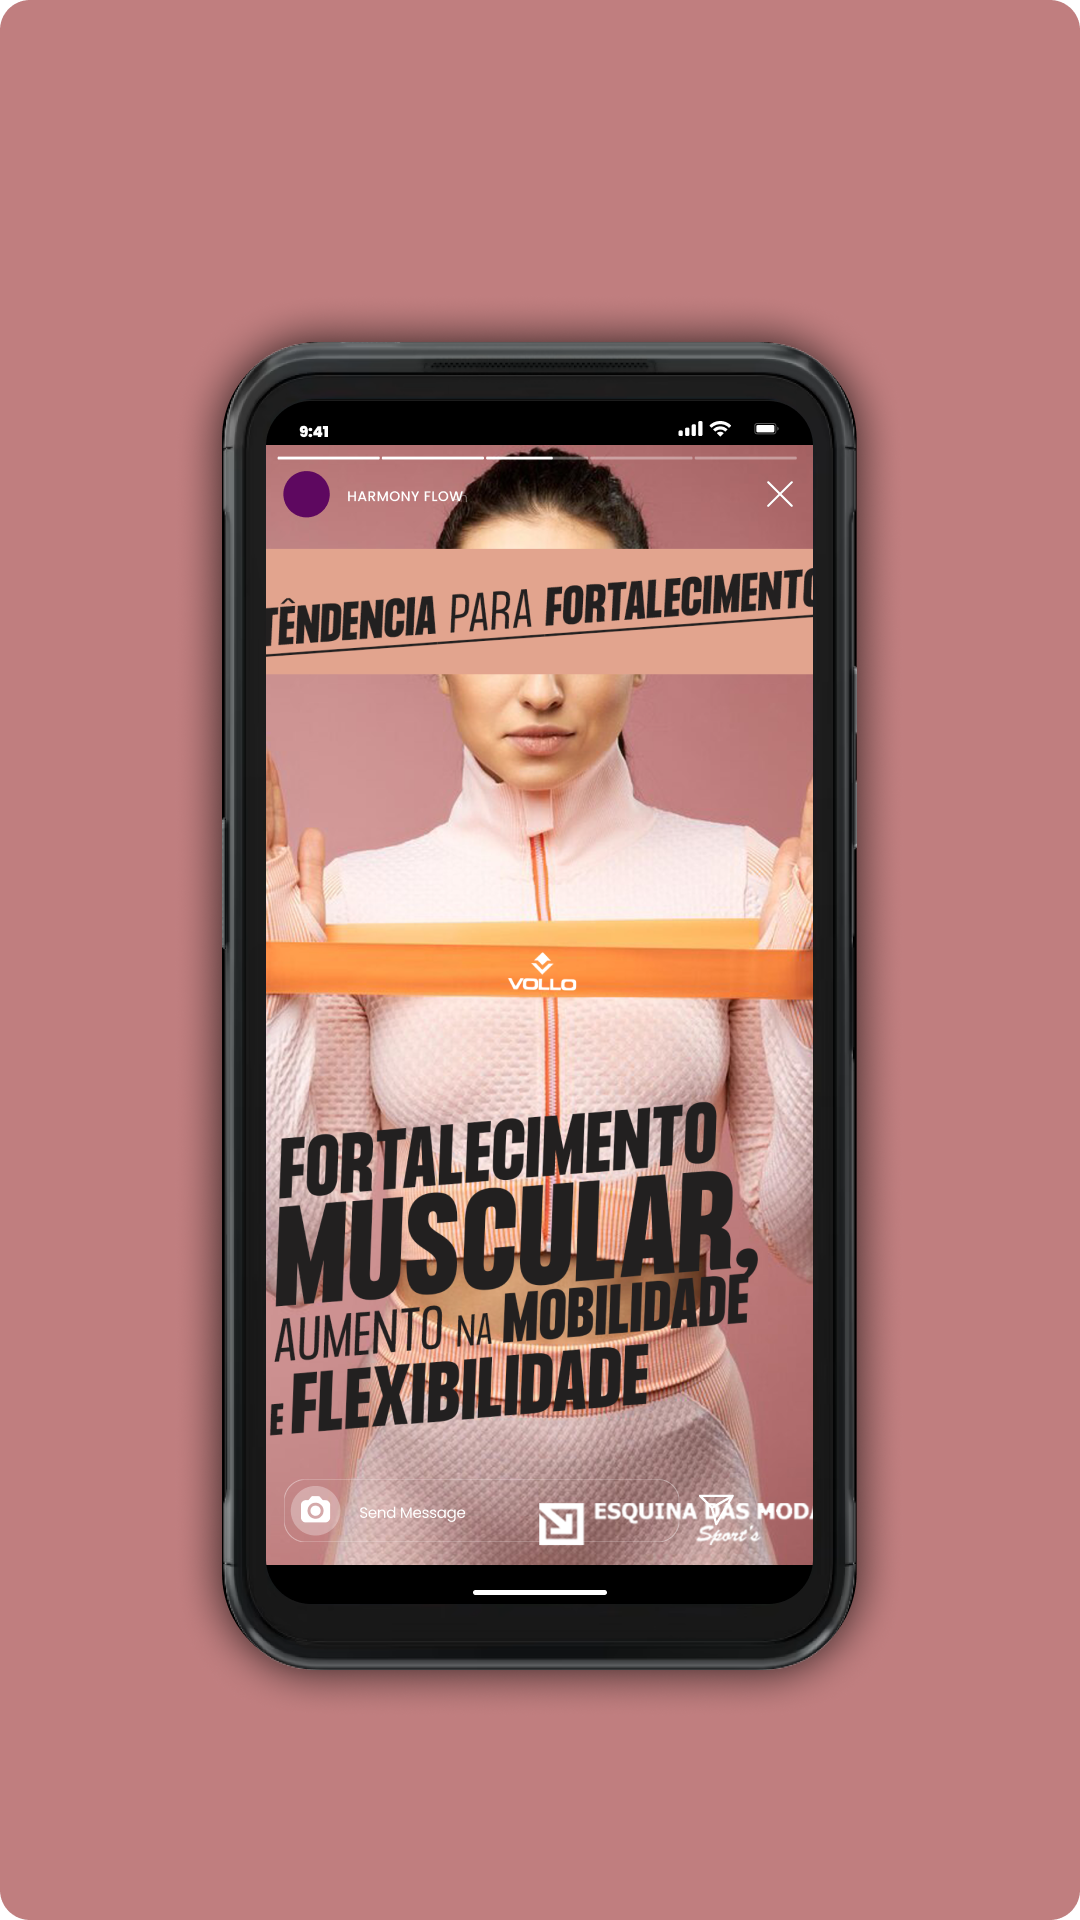 9:41
HARMONY FLOW
TÊNDENCIA PARA FORTALECIMENTO
VOLLO
FORTALECIMENTO
MUSCULAR,
AUMENTO NA MOBILIDADE
E FLEXIBILIDADE
Send Message
ESQUINA DAS MODA
Sport's